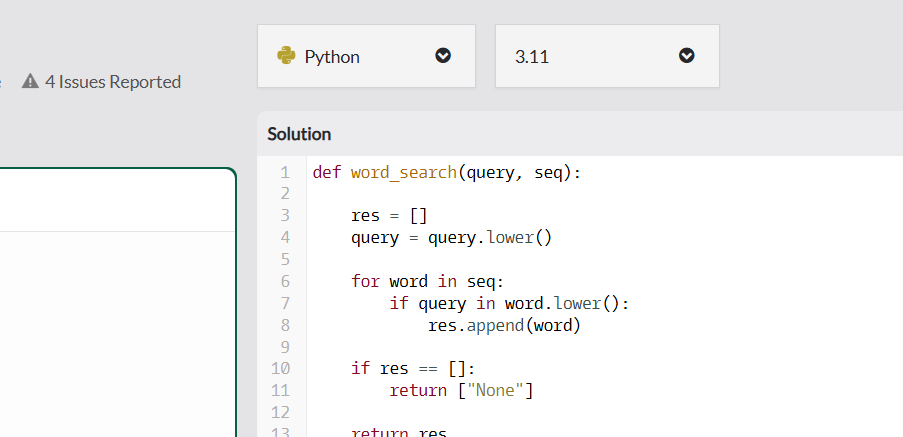 Python
3.11
4 Issues Reported
Solution
1 def word_search(query, seq):
2
3     res = []
4     query = query.lower()
5
6     for word in seq:
7         if query in word.lower():
8             res.append(word)
9
10     if res == []:
11         return ["None"]
12
13     return res